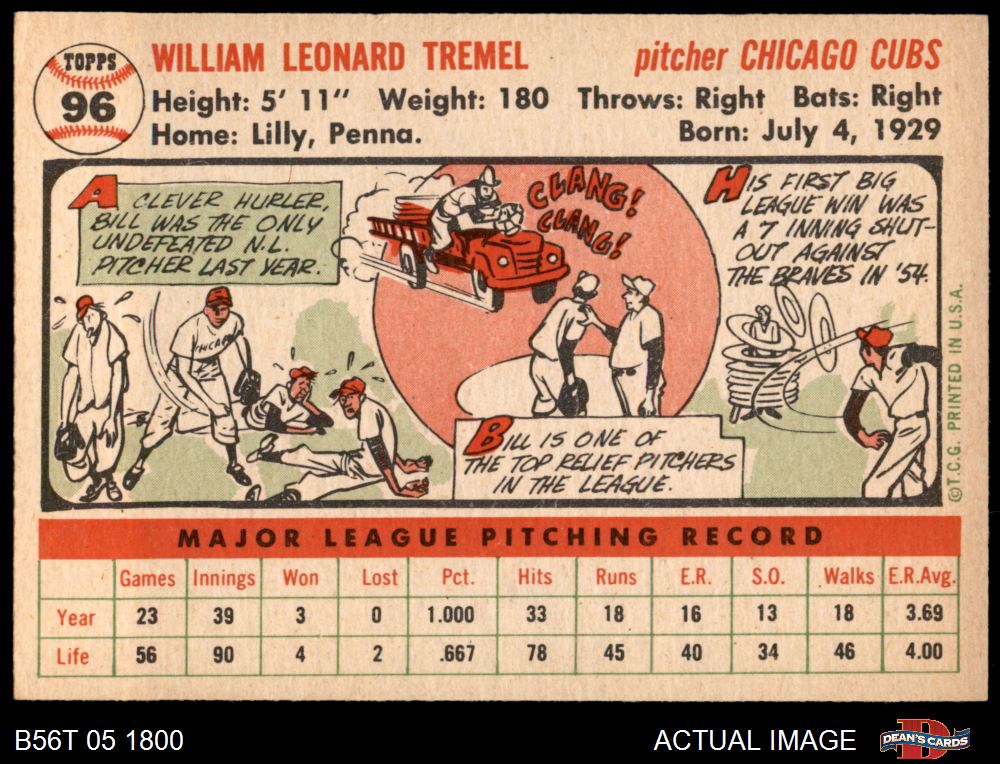 TOPPS
96
WILLIAM LEONARD TREMEL
pitcher CHICAGO CUBS
Height: 5' 11" Weight: 180 Throws: Right Bats: Right
Home: Lilly, Penna. Born: July 4, 1929
A CLEVER HURLER,
BILL WAS THE ONLY
UNDEFEATED N.L.
PITCHER LAST YEAR.
CHICAG
CLANG!
CLANG!
BILL IS ONE OF
THE TOP RELIEF PITCHERS
IN THE LEAGUE.
HIS FIRST BIG
LEAGUE WIN WAS
A 7 INNING SHUT-
OUT AGAINST
THE BRAVES IN '54.
©T.C.G. PRINTED IN U.S.A.
MAJOR LEAGUE PITCHING RECORD
Games Innings Won Lost Pct. Hits Runs E.R. S.O. Walks E.R.Avg.
Year 23 39 3 0 1.000 33 18 16 13 18 3.69
Life 56 90 4 2 .667 78 45 40 34 46 4.00
B56T 05 1800
ACTUAL IMAGE
D
DEAN'S CARDS